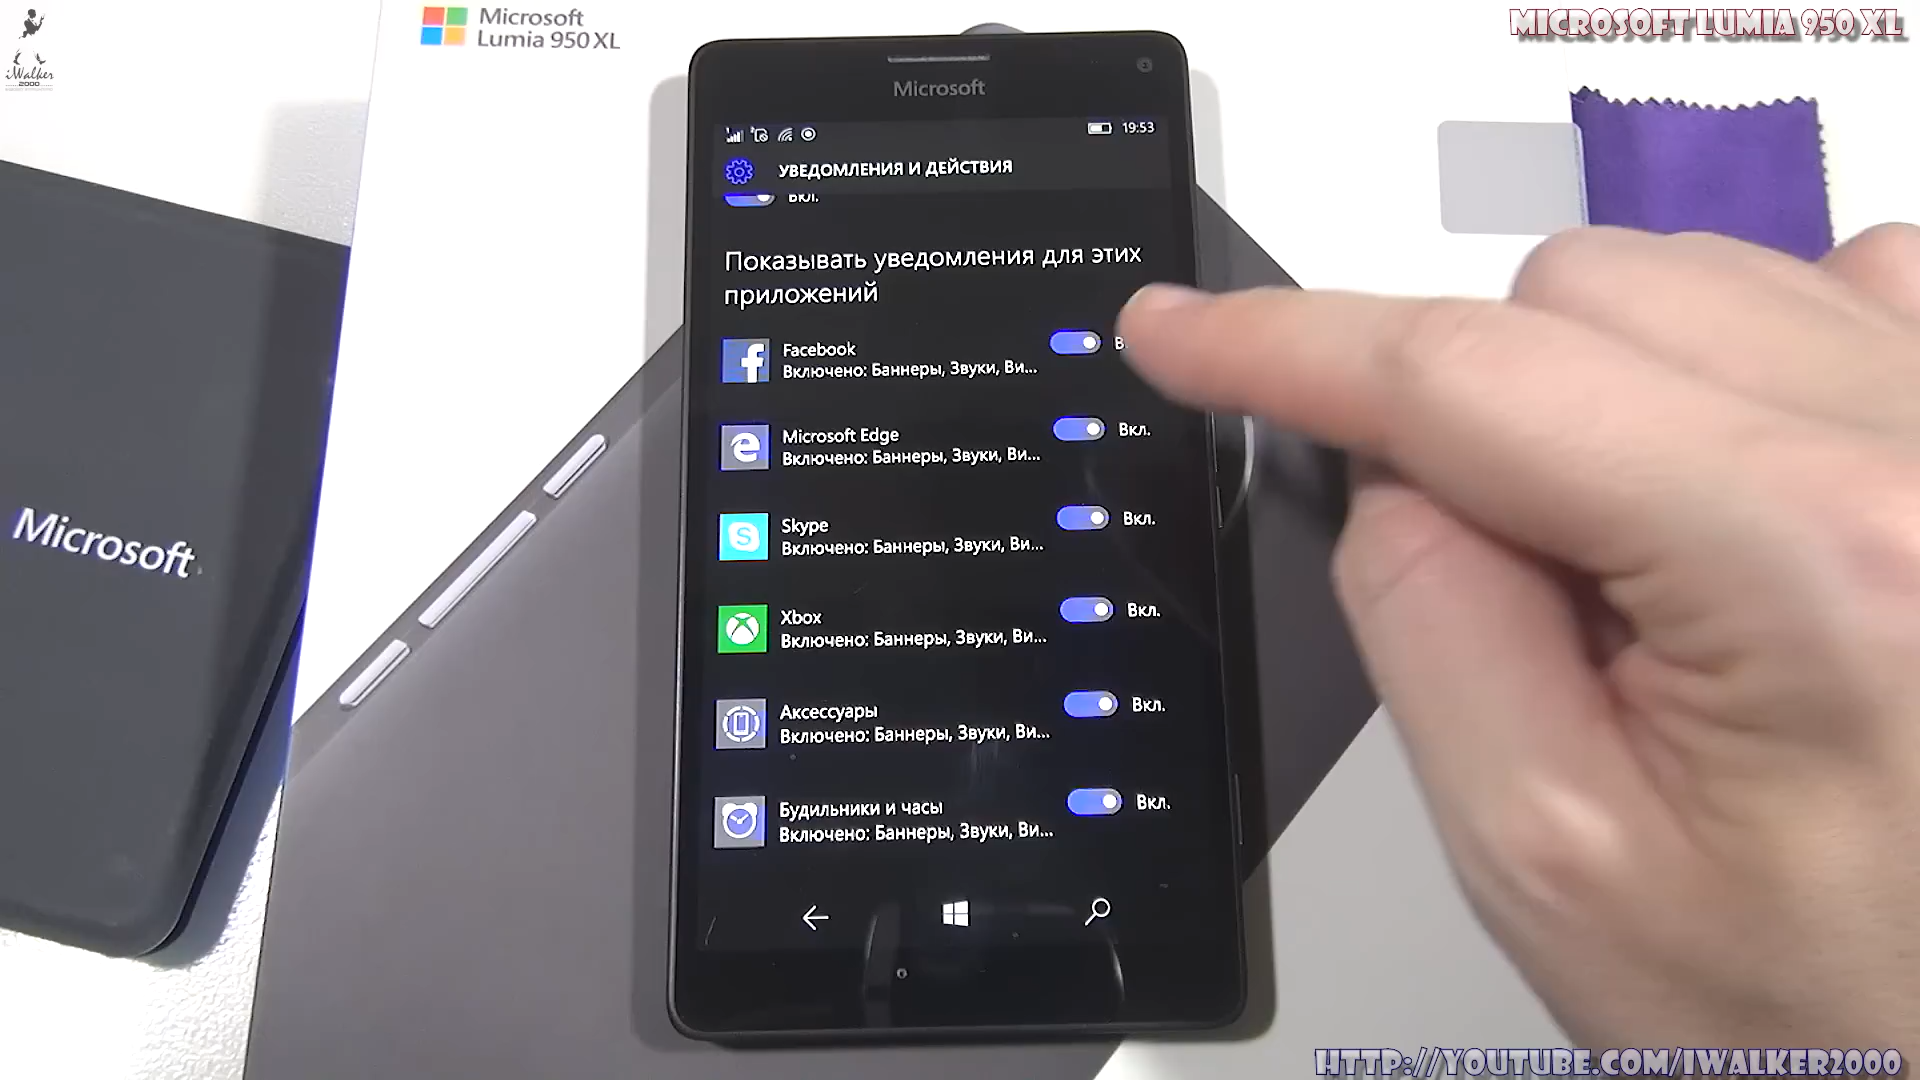 iWalker
2000
Microsoft
Lumia 950 XL
MICROSOFT LUMIA 950 XL
Microsoft
19:53
УВЕДОМЛЕНИЯ И ДЕЙСТВИЯ
Вкл.
Показывать уведомления для этих
приложений
Facebook
Включено: Баннеры, Звуки, Ви...
Microsoft Edge
Включено: Баннеры, Звуки, Ви...
Вкл.
Skype
Включено: Баннеры, Звуки, Ви...
Вкл.
Xbox
Включено: Баннеры, Звуки, Ви...
Вкл.
Аксессуары
Включено: Баннеры, Звуки, Ви...
Вкл.
Будильники и часы
Включено: Баннеры, Звуки, Ви...
Вкл.
Microsoft
HTTP://YOUTUBE.COM/IWALKER2000